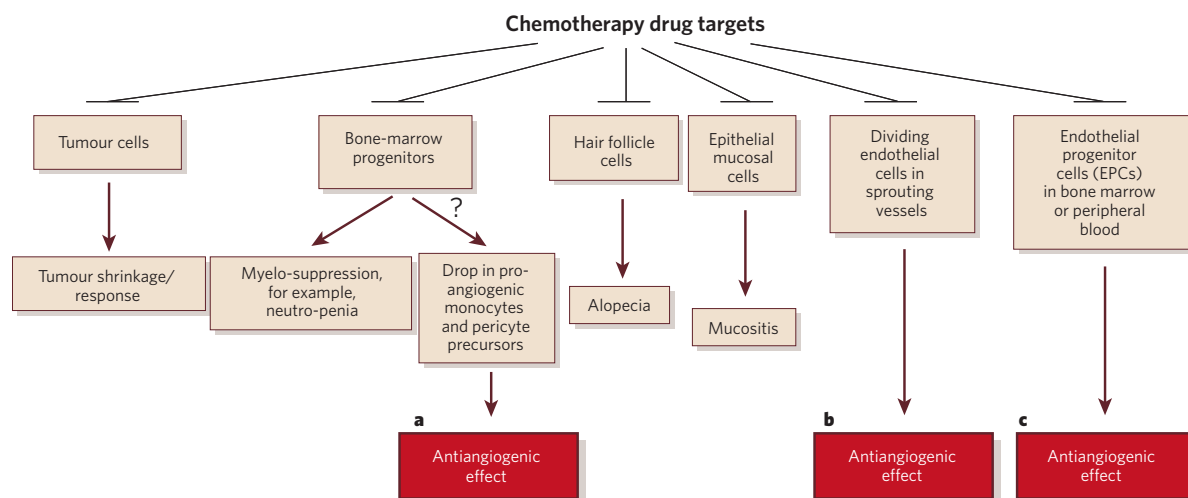 Chemotherapy drug targets
Tumour cells
Bone-marrow
progenitors
Hair follicle
cells
Epithelial
mucosal
cells
Dividing
endothelial
cells in
sprouting
vessels
Endothelial
progenitor
cells (EPCs)
in bone marrow
or peripheral
blood
?
Tumour shrinkage/
response
Myelo-suppression,
for example,
neutro-penia
Drop in pro-
angiogenic
monocytes
and pericyte
precursors
Alopecia
Mucositis
a
Antiangiogenic
effect
b
Antiangiogenic
effect
c
Antiangiogenic
effect